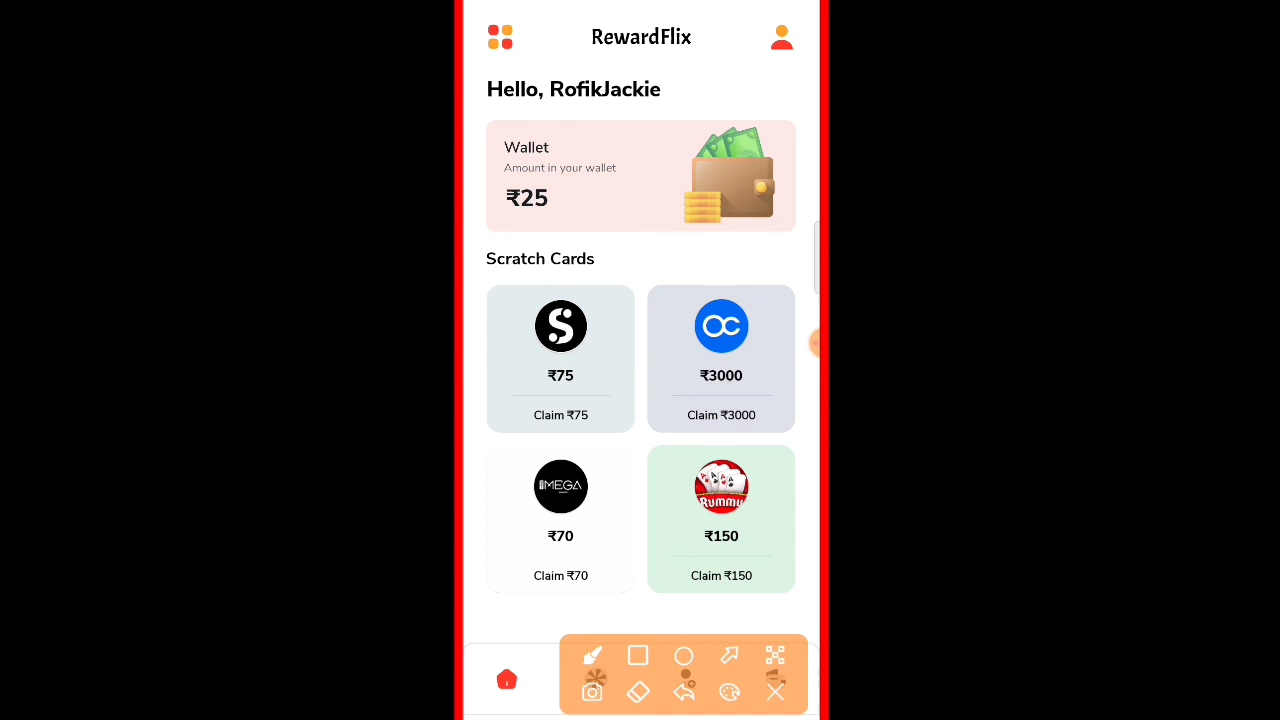 RewardFlix
Hello, RofikJackie
Wallet
Amount in your wallet
₹25
Scratch Cards
S
₹75
Claim ₹75
OC
₹3000
Claim ₹3000
MEGA
₹70
Claim ₹70
Rummy
₹150
Claim ₹150